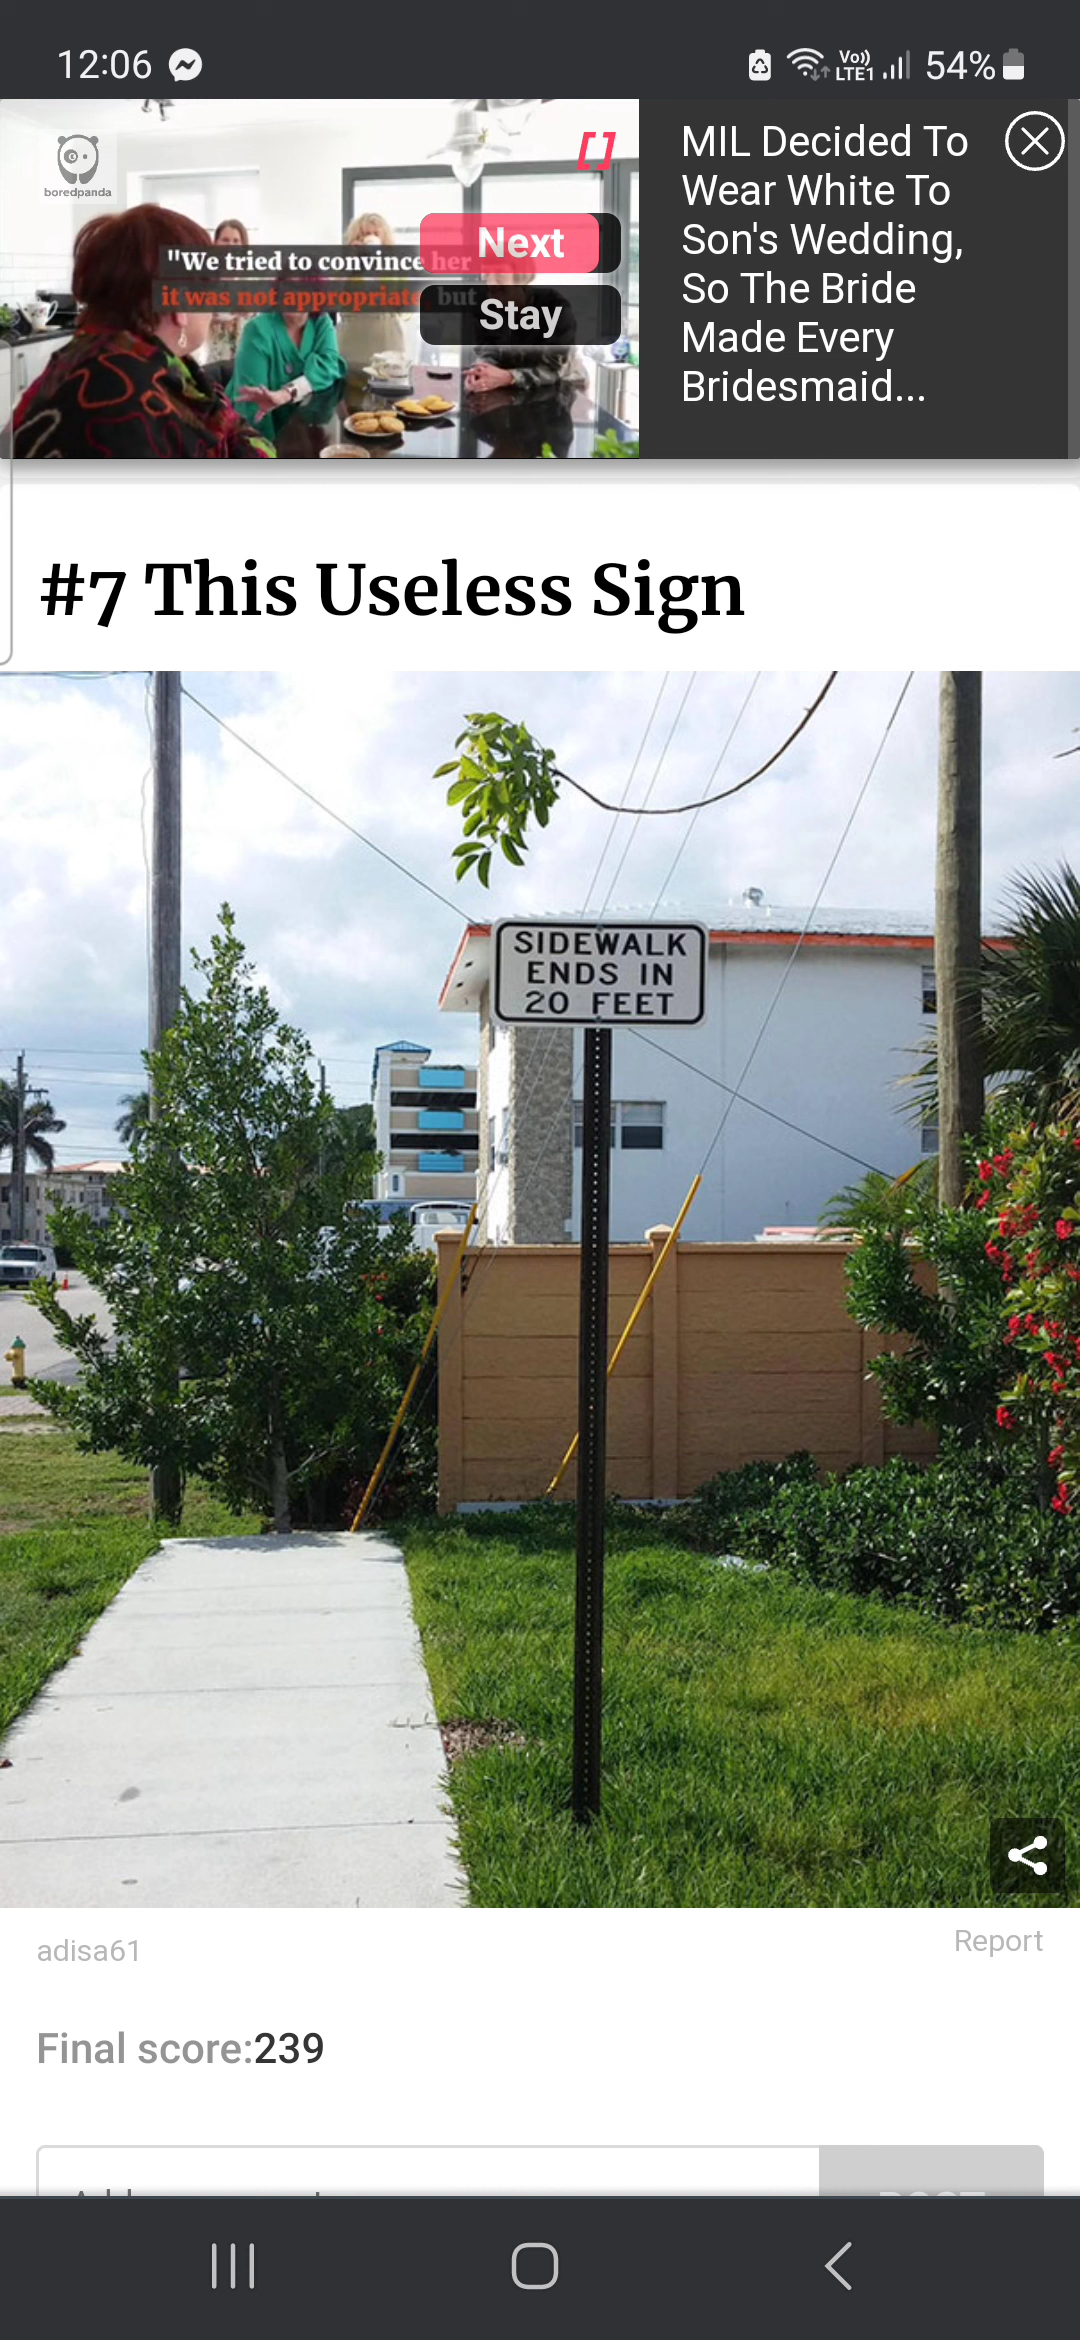 12:06
Vo))
LTE1
54%
boredpanda
"We tried to convince her
it was not appropriate, but
Next
Stay
MIL Decided To
Wear White To
Son's Wedding,
So The Bride
Made Every
Bridesmaid...
#7 This Useless Sign
SIDEWALK
ENDS IN
20 FEET
adisa61
Report
Final score:239